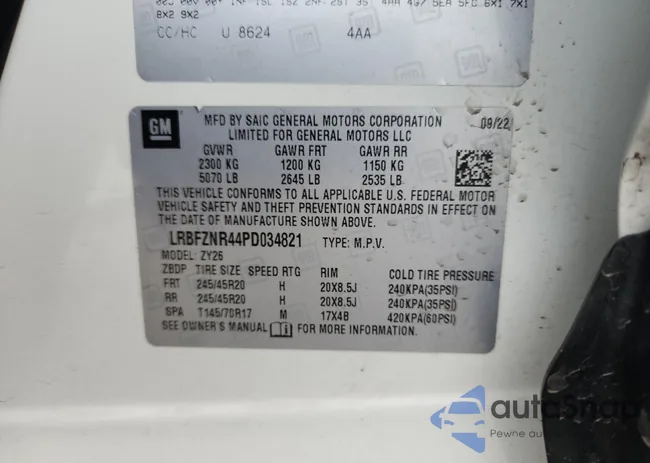 8X2 9X2
CC/HC U 8624 4AA
GM
MFD BY SAIC GENERAL MOTORS CORPORATION 09/22
LIMITED FOR GENERAL MOTORS LLC
GVWR GAWR FRT GAWR RR
2300 KG 1200 KG 1150 KG
5070 LB 2645 LB 2535 LB
THIS VEHICLE CONFORMS TO ALL APPLICABLE U.S. FEDERAL MOTOR
VEHICLE SAFETY AND THEFT PREVENTION STANDARDS IN EFFECT
ON THE DATE OF MANUFACTURE SHOWN ABOVE.
LRBFZNR44PD034821 TYPE: M.P.V.
MODEL: ZY26
ZBDP TIRE SIZE SPEED RTG RIM COLD TIRE PRESSURE
FRT 245/45R20 H 20X8.5J 240KPA(35PSI)
RR 245/45R20 H 20X8.5J 240KPA(35PSI)
SPA T145/70R17 M 17X4B 420KPA(60PSI)
SEE OWNER'S MANUAL FOR MORE INFORMATION.
autoSnap
Pewne auto